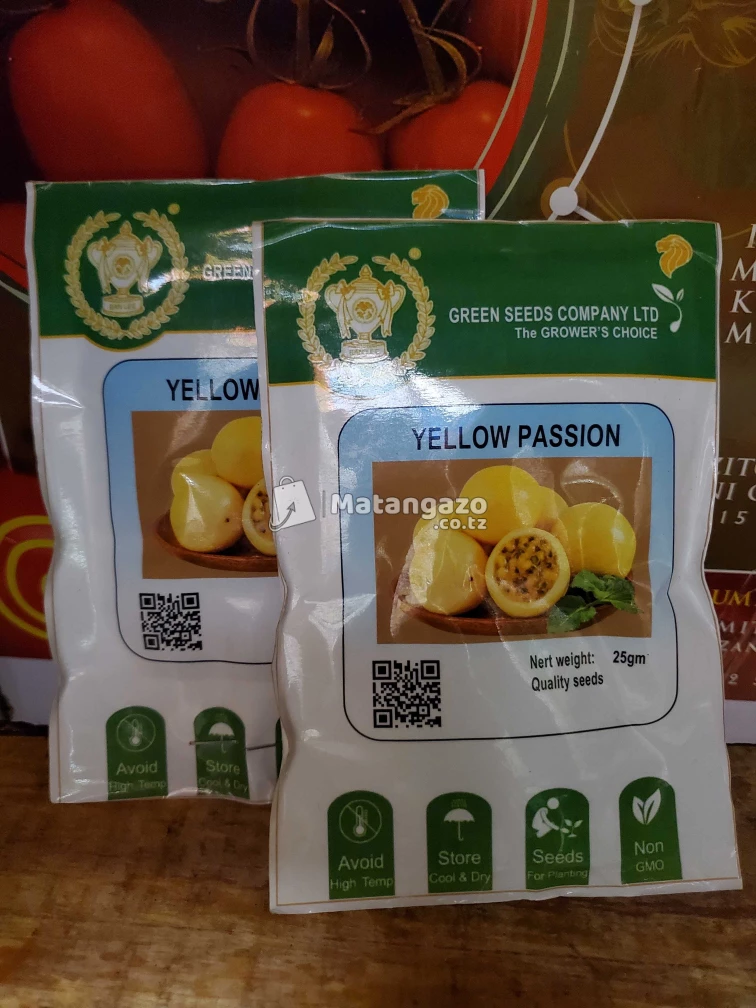 GREEN
YELLOW
Avoid
High Temp
Store
Cool & Dry
GREEN SEEDS COMPANY LTD
The GROWER'S CHOICE
YELLOW PASSION
Matangazo
.co.tz
Nert weight: 25gm
Quality seeds
Avoid
High Temp
Store
Cool & Dry
Seeds
For Planting
Non
GMO